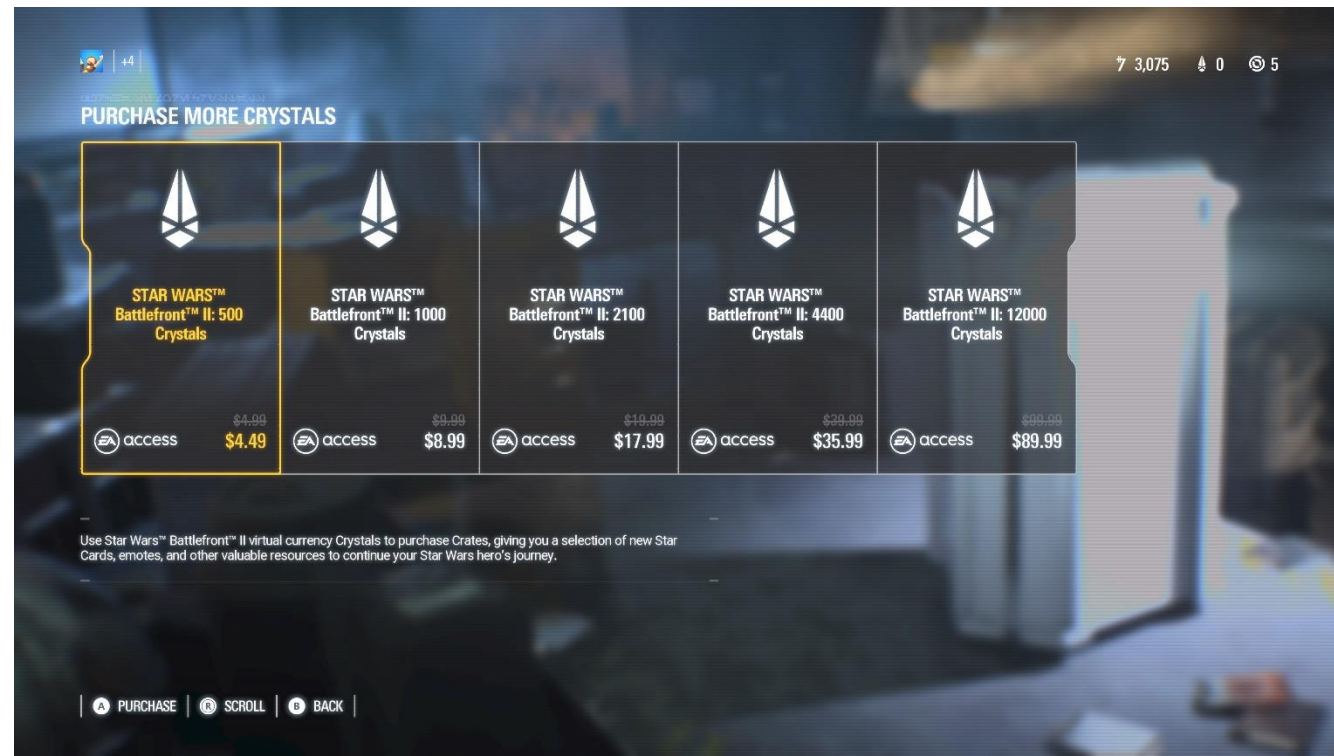 +4
3,075 0 5
PURCHASE MORE CRYSTALS
STAR WARS™
Battlefront™ II: 500
Crystals
EA access
$4.99
$4.49
STAR WARS™
Battlefront™ II: 1000
Crystals
EA access
$9.99
$8.99
STAR WARS™
Battlefront™ II: 2100
Crystals
EA access
$19.99
$17.99
STAR WARS™
Battlefront™ II: 4400
Crystals
EA access
$39.99
$35.99
STAR WARS™
Battlefront™ II: 12000
Crystals
EA access
$99.99
$89.99
Use Star Wars™ Battlefront™ II virtual currency Crystals to purchase Crates, giving you a selection of new Star
Cards, emotes, and other valuable resources to continue your Star Wars hero's journey.
A PURCHASE R SCROLL B BACK